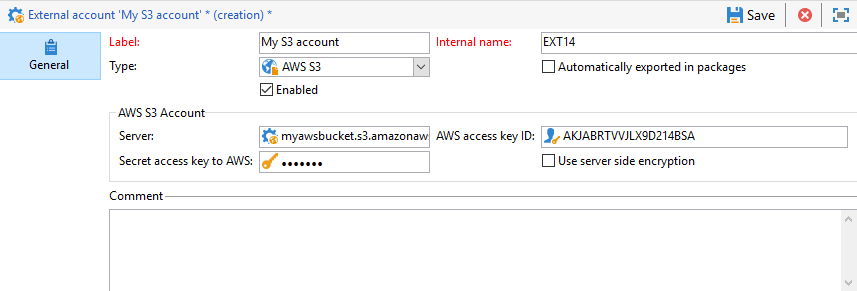 External account 'My S3 account' * (creation) *
Save
General
Label: My S3 account Internal name: EXT14
Type: AWS S3 Automatically exported in packages
Enabled
AWS S3 Account
Server: myawsbucket.s3.amazonaw AWS access key ID: AKJABRTVVJLX9D214BSA
Secret access key to AWS: ••••••• Use server side encryption
Comment